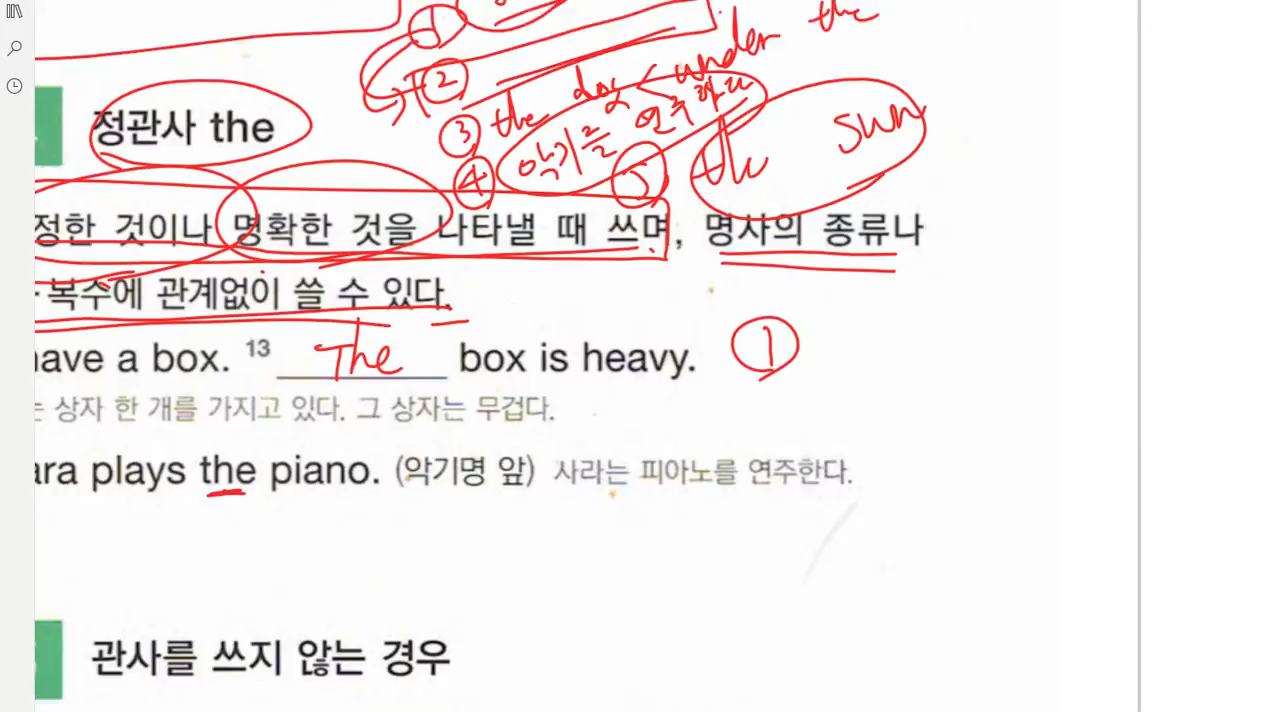 ①
② under the
정관사 the
③ the dog <
④ 악기를 연주하고
⑤ the sun
정한 것이나 명확한 것을 나타낼 때 쓰며, 명사의 종류나
·복수에 관계없이 쓸 수 있다.
have a box. 13 The box is heavy. ①
는 상자 한 개를 가지고 있다. 그 상자는 무겁다.
ara plays the piano. (악기명 앞) 사라는 피아노를 연주한다.
관사를 쓰지 않는 경우